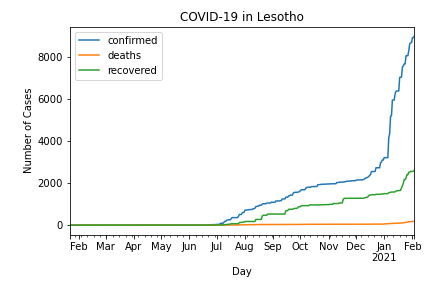 COVID-19 in Lesotho
confirmed
deaths
recovered
Number of Cases
8000
6000
4000
2000
0
Feb Mar Apr May Jun Jul Aug Sep Oct Nov Dec Jan Feb
2021
Day